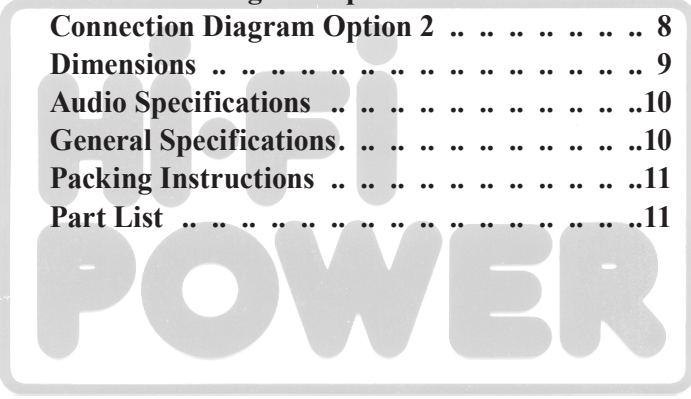 Connection Diagram Option 2 .. .. .. .. .. .. .. 8
Dimensions .. .. .. .. .. .. .. .. .. .. .. .. .. .. .. 9
Audio Specifications .. .. .. .. .. .. .. .. .. .. ..10
General Specifications. .. .. .. .. .. .. .. .. .. ..10
Packing Instructions .. .. .. .. .. .. .. .. .. .. ..11
Part List .. .. .. .. .. .. .. .. .. .. .. .. .. .. .. ..11
Hi-Fi
POWER